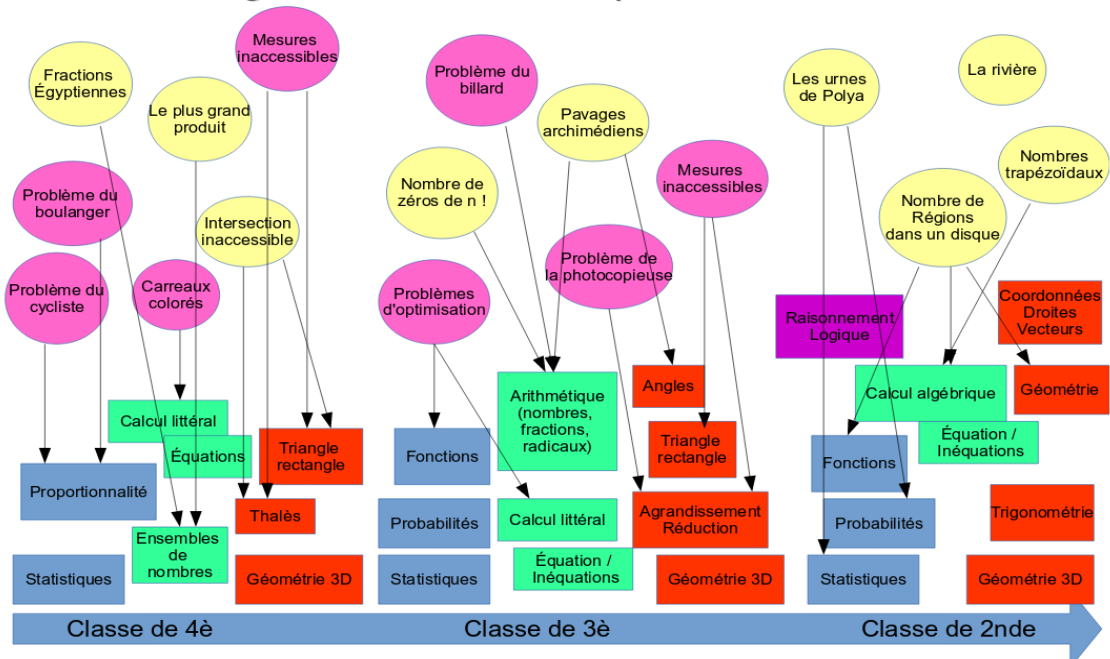 Mesures
inaccessibles
Fractions
Égyptiennes
Le plus grand
produit
Problème du
boulanger
Intersection
inaccessible
Problème du
cycliste
Carreaux
colorés
Calcul littéral
Équations
Triangle
rectangle
Proportionnalité
Thalès
Ensembles
de
nombres
Statistiques
Géométrie 3D
Classe de 4è
Problème du
billard
Pavages
archimédiens
Nombre de
zéros de n !
Mesures
inaccessibles
Problème de
la photocopieuse
Problèmes
d'optimisation
Angles
Arithmétique
(nombres,
fractions,
radicaux)
Triangle
rectangle
Fonctions
Probabilités
Calcul littéral
Agrandissement
Réduction
Équation /
Inéquations
Statistiques
Géométrie 3D
Classe de 3è
Les urnes
de Polya
La rivière
Nombres
trapézoïdaux
Nombre de
Régions
dans un disque
Raisonnement
Logique
Coordonnées
Droites
Vecteurs
Calcul algébrique
Géométrie
Équation /
Inéquations
Fonctions
Probabilités
Trigonométrie
Statistiques
Géométrie 3D
Classe de 2nde